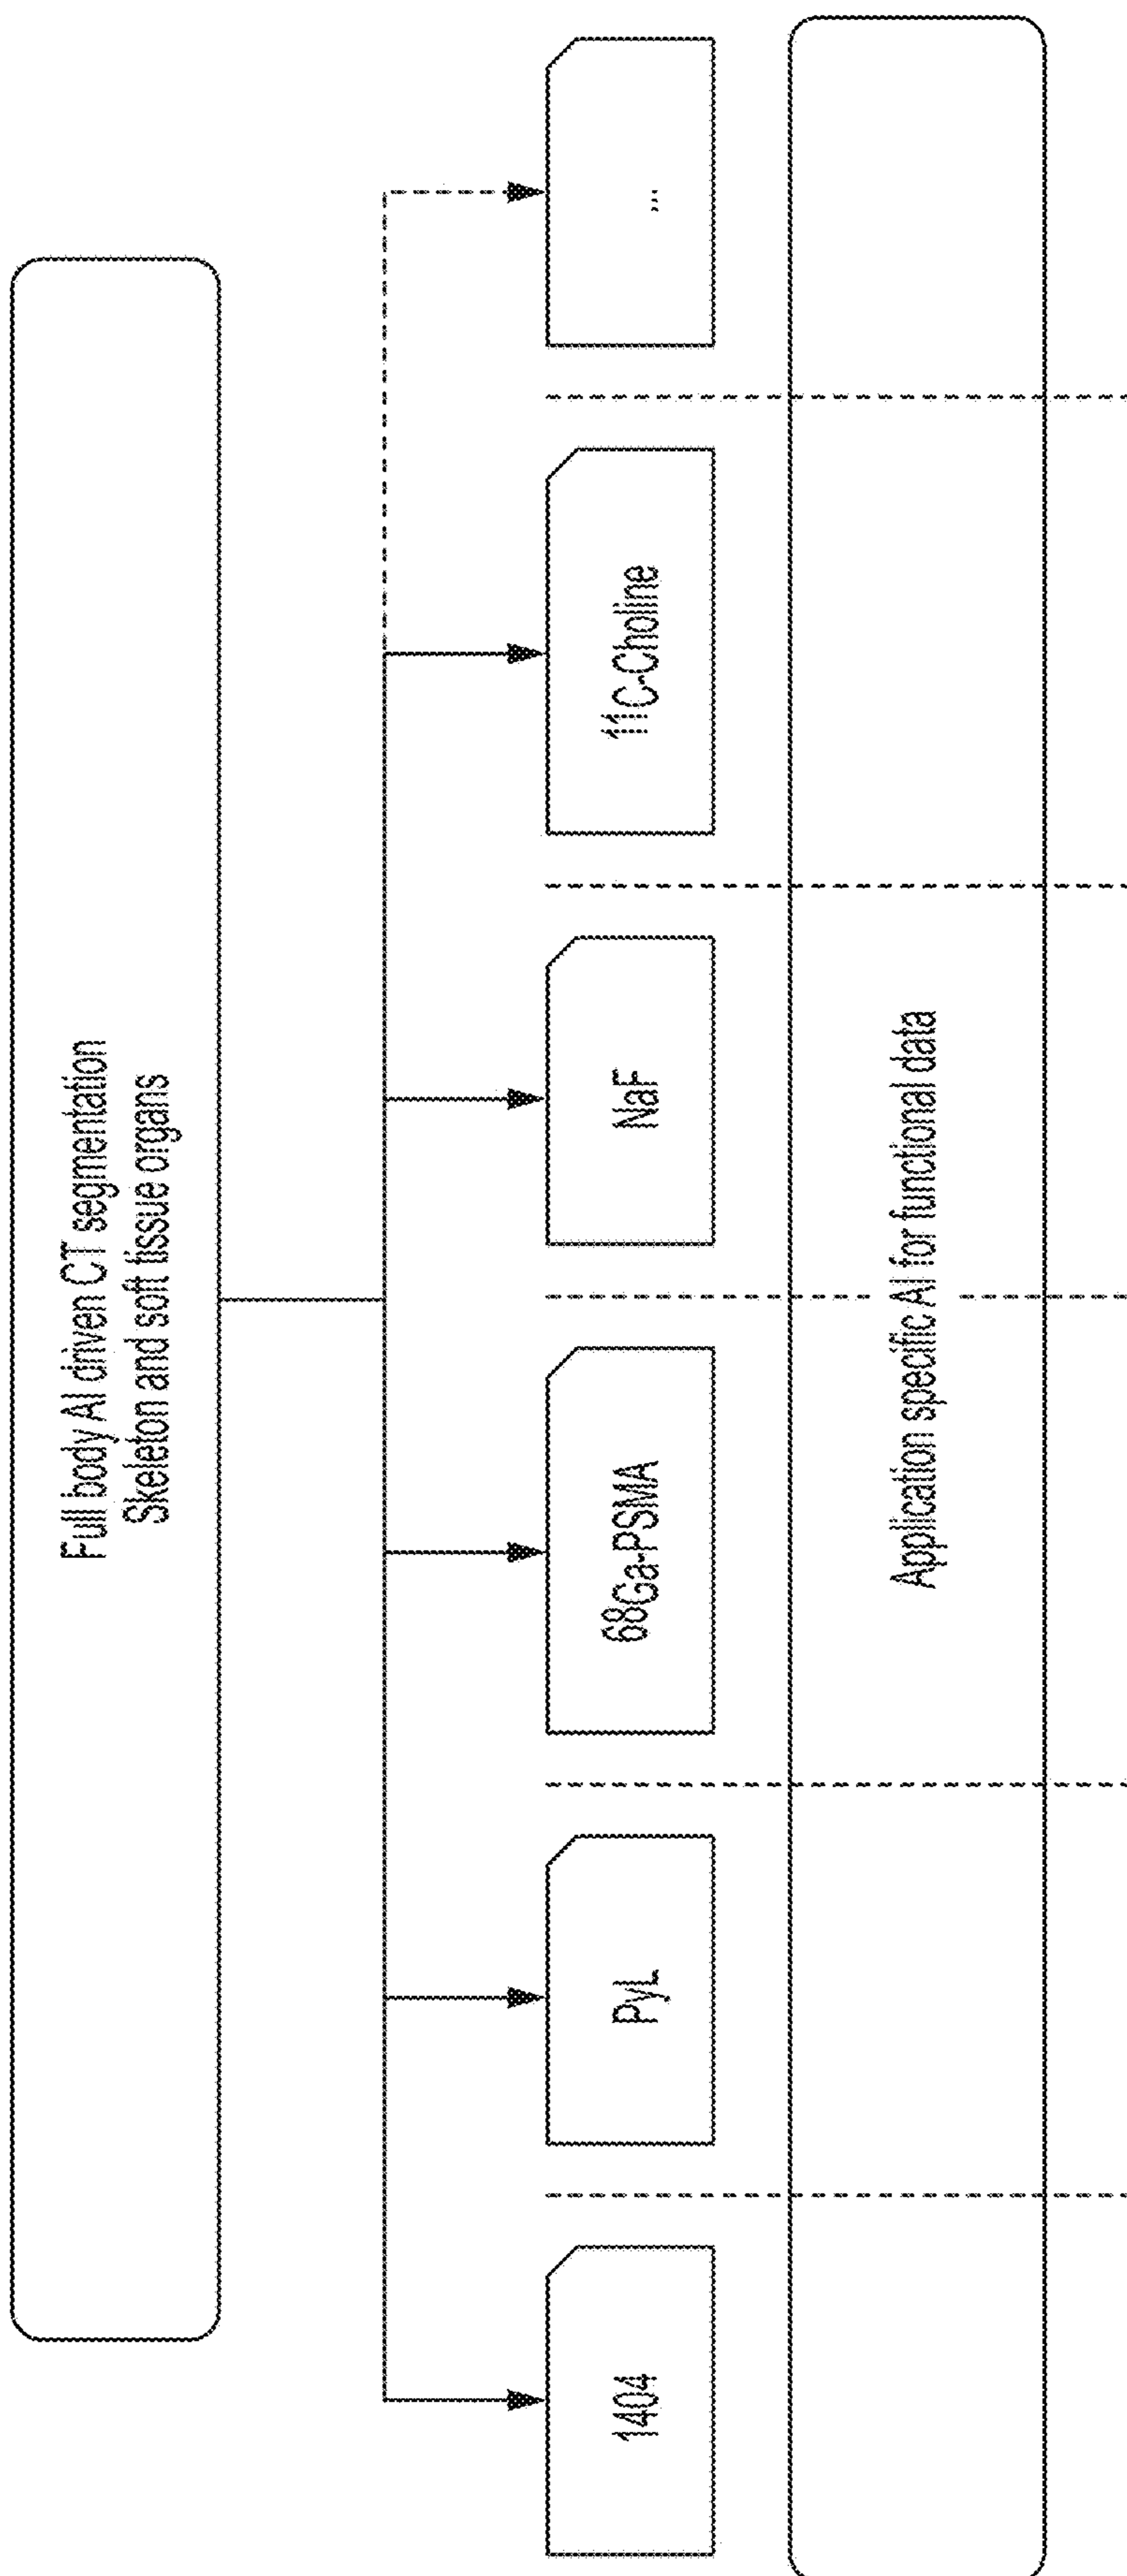 Full body AI driven CT segmentation
Skeleton and soft tissue organs
1404
PyL
⁶⁸Ga-PSMA
NaF
¹¹C-Choline
...
Application specific AI for functional data